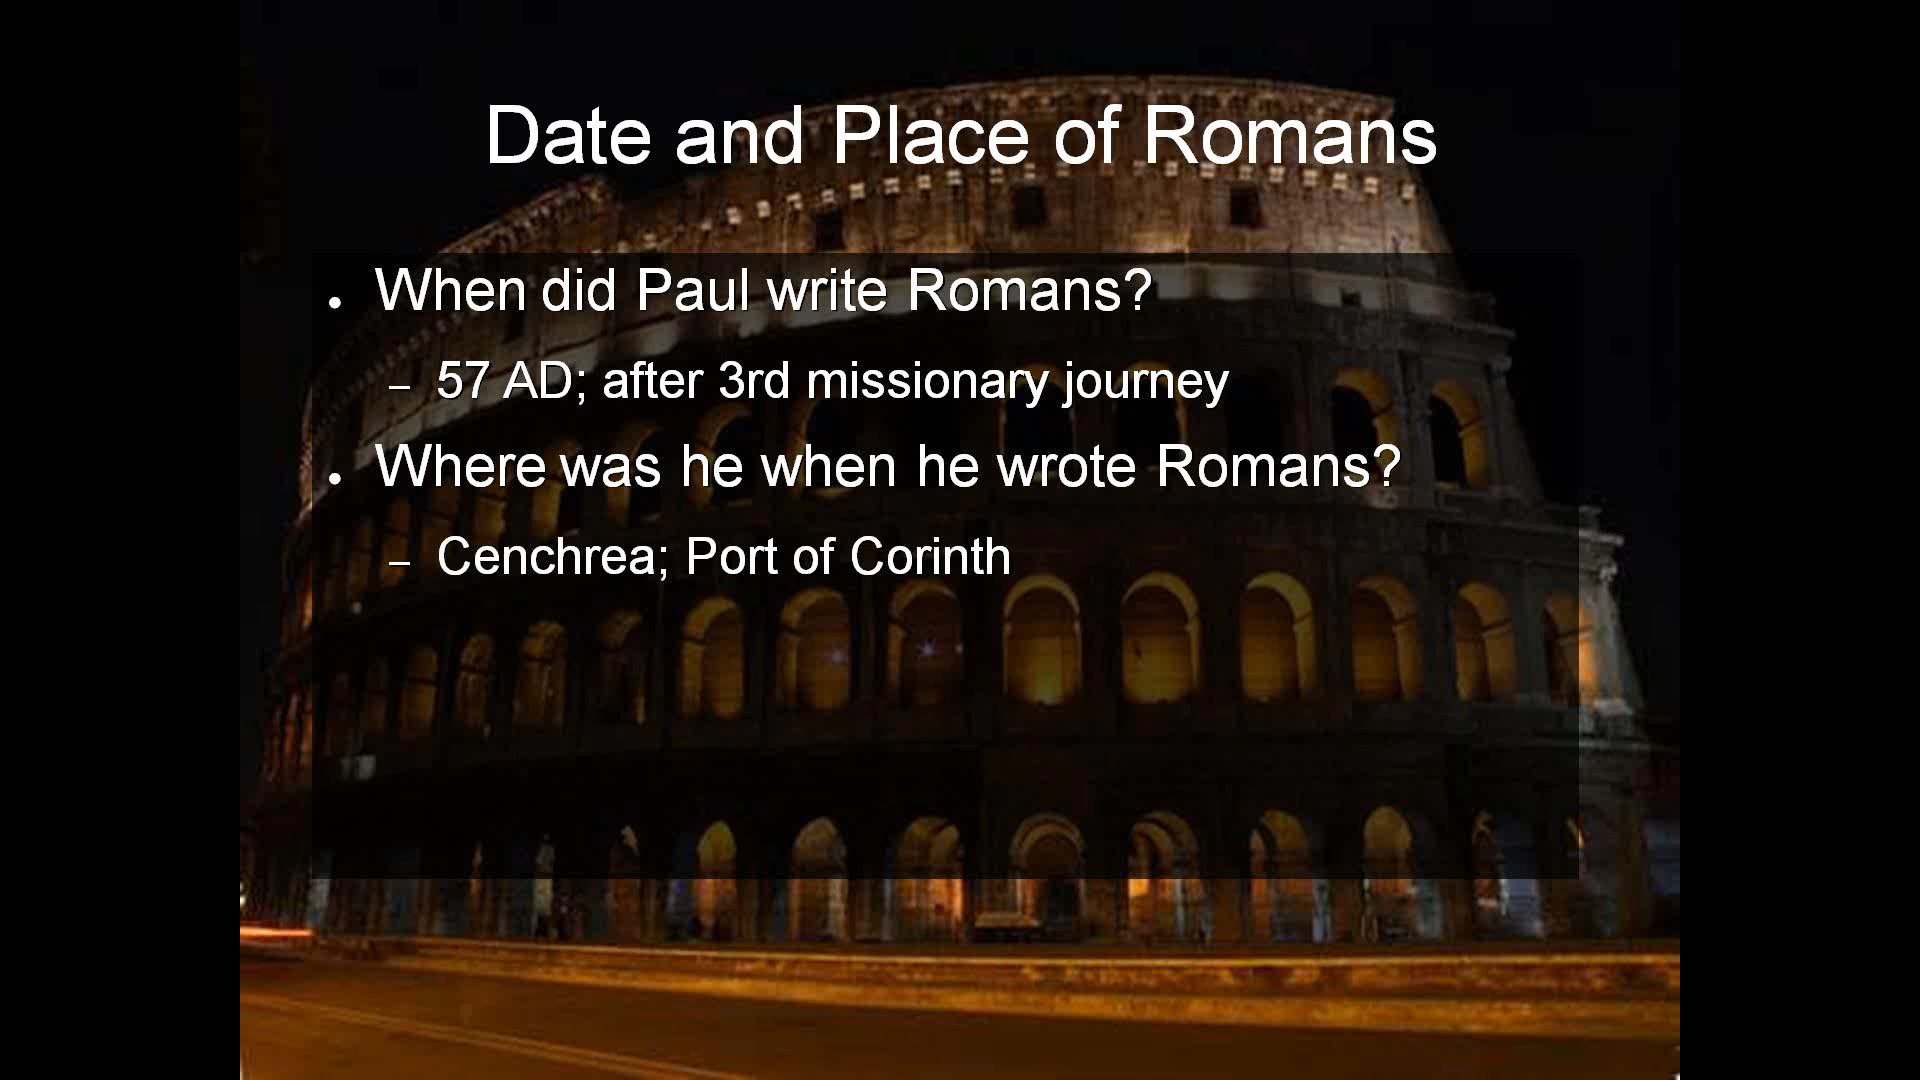 Date and Place of Romans
● When did Paul write Romans?
– 57 AD; after 3rd missionary journey
● Where was he when he wrote Romans?
– Cenchrea; Port of Corinth